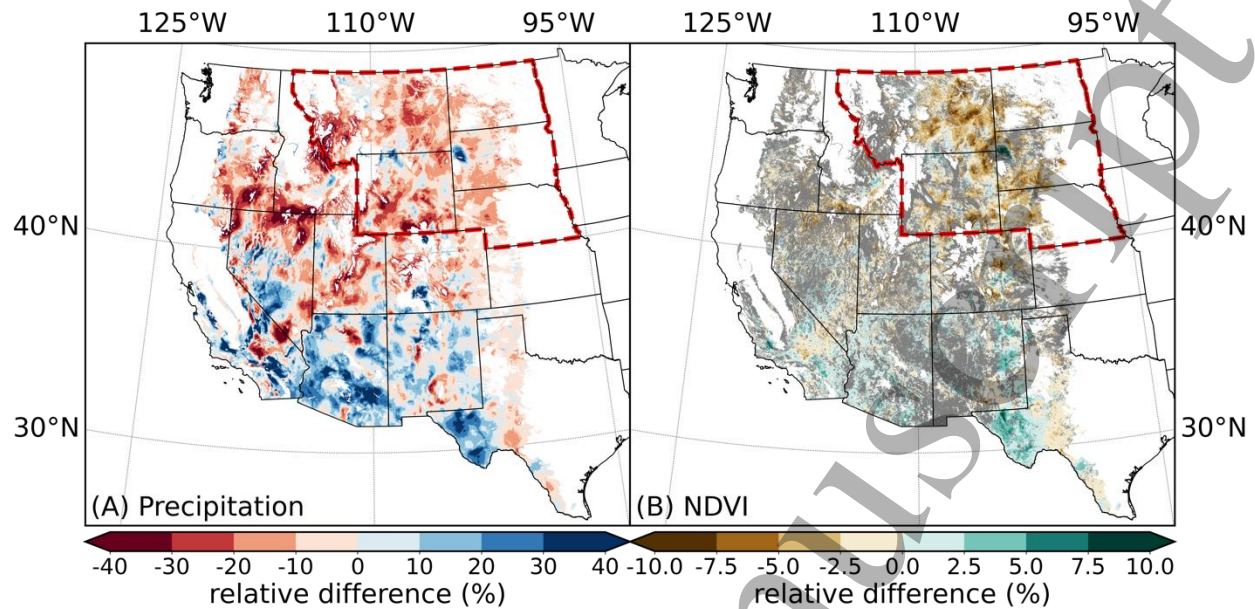 125°W 110°W 95°W 110°W 95°W
40°N 40°N
30°N 30°N
(A) Precipitation (B) NDVI
-40 -30 -20 -10 0 10 20 30 40 -10.0 -7.5 -5.0 -2.5 0.0 2.5 5.0 7.5 10.0
relative difference (%) relative difference (%)